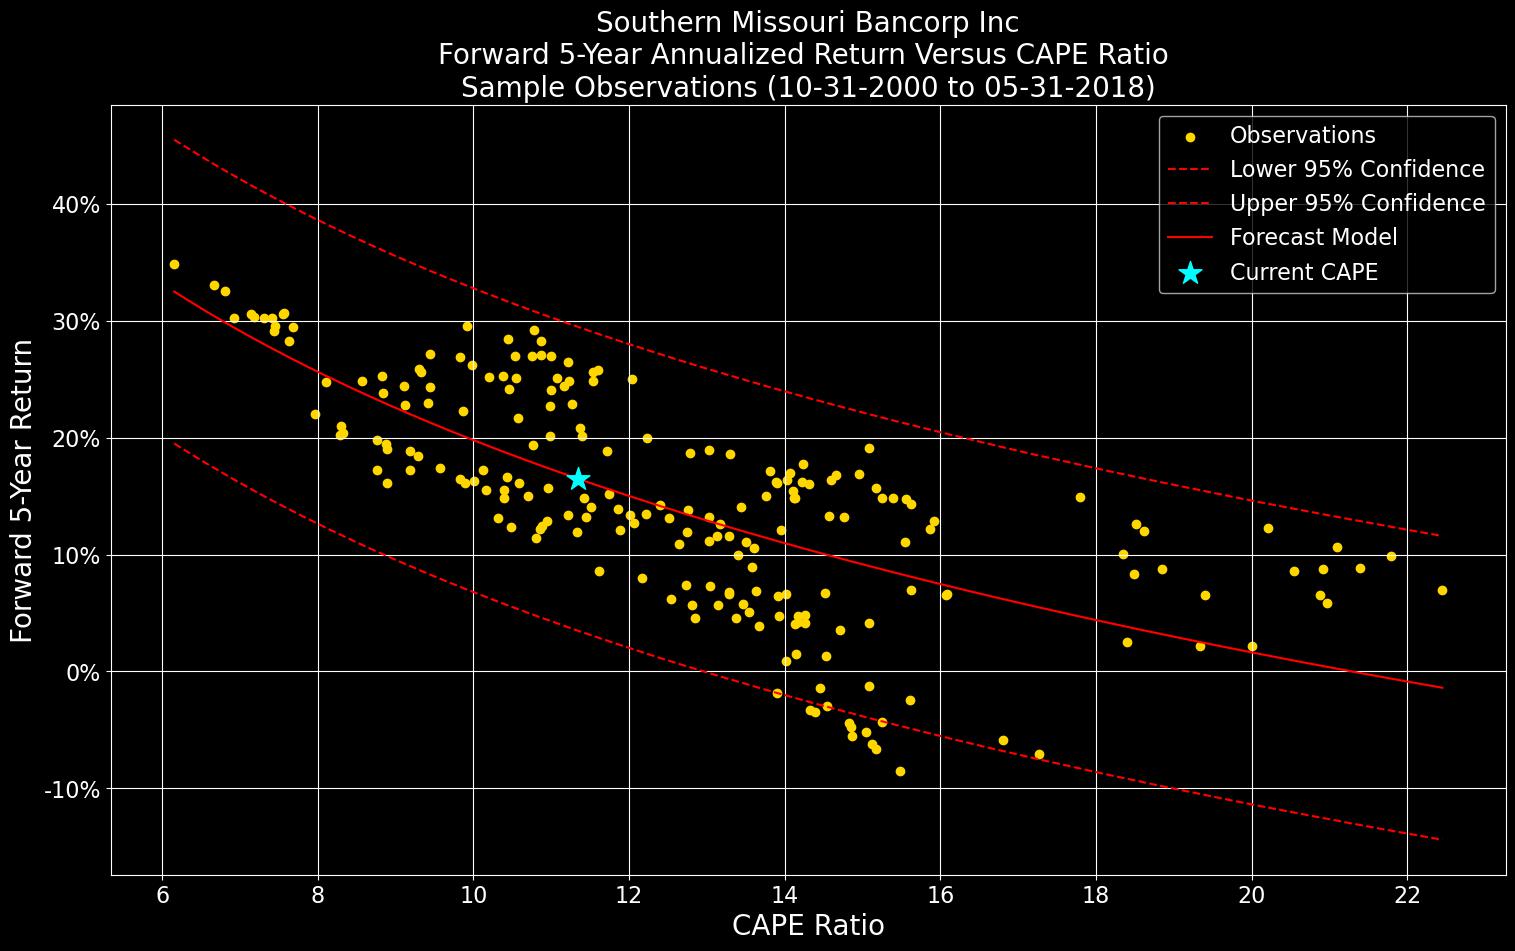 Southern Missouri Bancorp Inc
Forward 5-Year Annualized Return Versus CAPE Ratio
Sample Observations (10-31-2000 to 05-31-2018)
Observations
Lower 95% Confidence
Upper 95% Confidence
Forecast Model
Current CAPE
Forward 5-Year Return
40%
30%
20%
10%
0%
-10%
6 8 10 12 14 16 18 20 22
CAPE Ratio